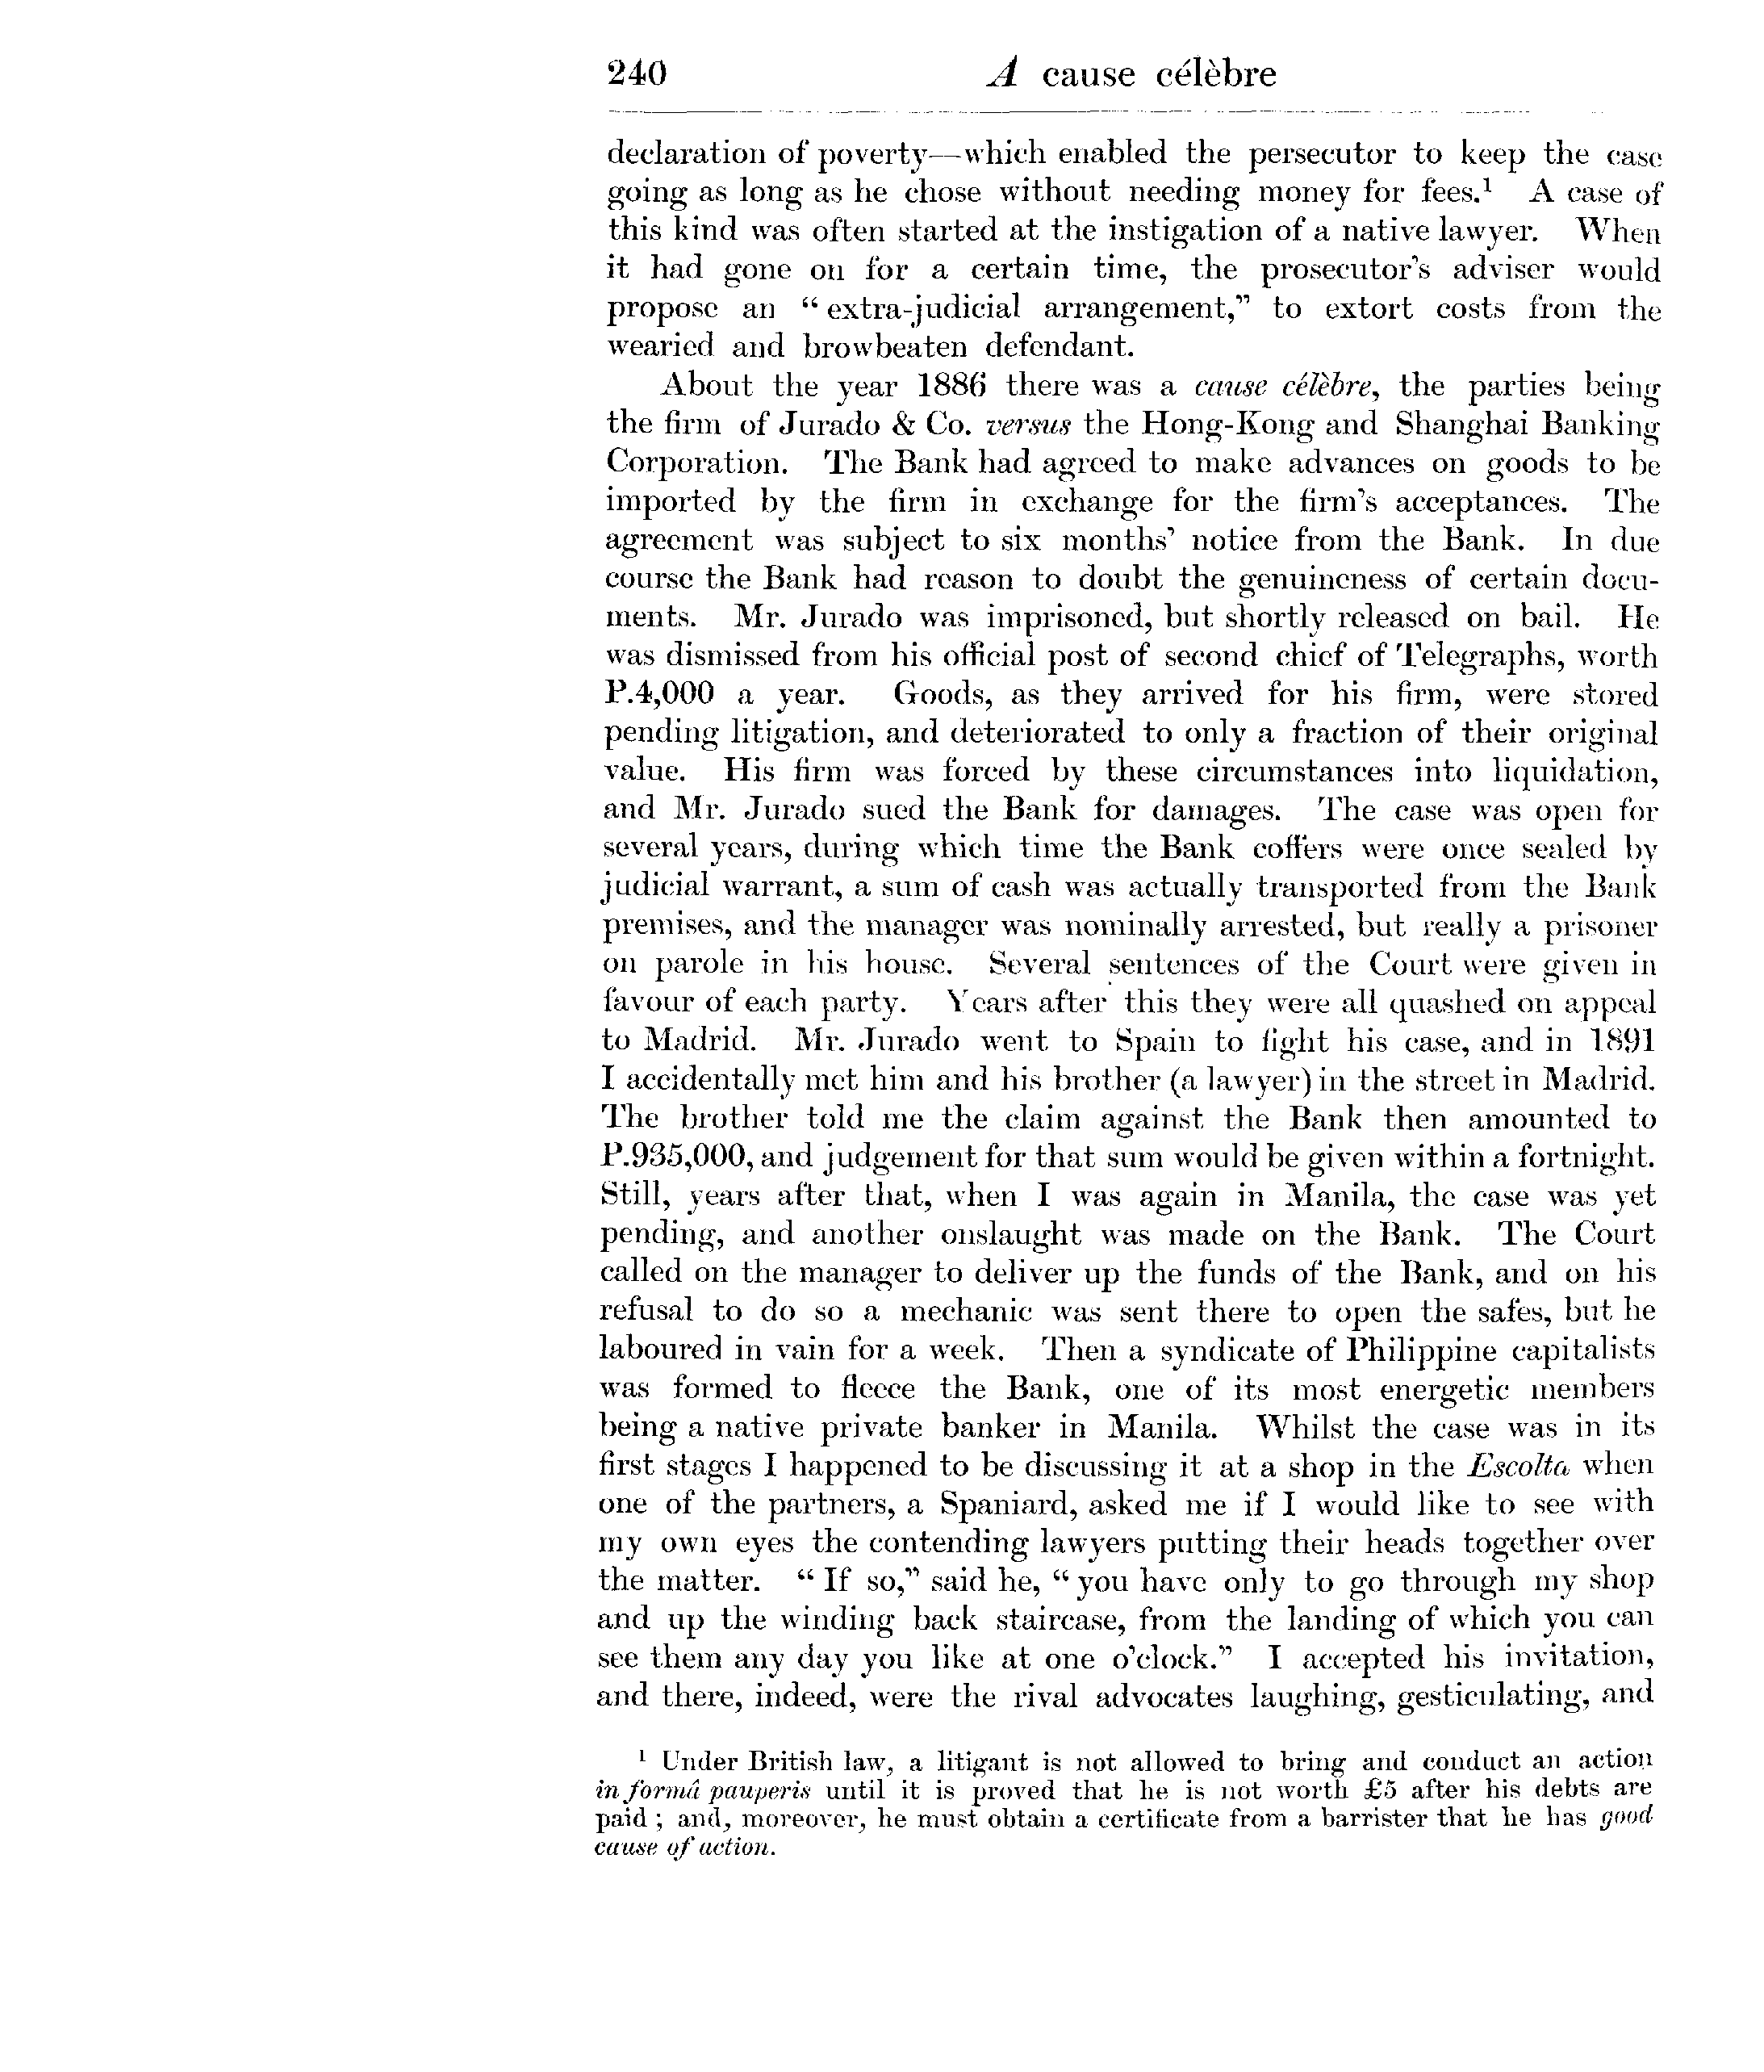 240 A cause célèbre
declaration of poverty—which enabled the persecutor to keep the case
going as long as he chose without needing money for fees.¹ A case of
this kind was often started at the instigation of a native lawyer. When
it had gone on for a certain time, the prosecutor's adviser would
propose an “extra-judicial arrangement,” to extort costs from the
wearied and browbeaten defendant.
About the year 1886 there was a cause célèbre, the parties being
the firm of Jurado & Co. versus the Hong-Kong and Shanghai Banking
Corporation. The Bank had agreed to make advances on goods to be
imported by the firm in exchange for the firm's acceptances. The
agreement was subject to six months' notice from the Bank. In due
course the Bank had reason to doubt the genuineness of certain docu-
ments. Mr. Jurado was imprisoned, but shortly released on bail. He
was dismissed from his official post of second chief of Telegraphs, worth
P.4,000 a year. Goods, as they arrived for his firm, were stored
pending litigation, and deteriorated to only a fraction of their original
value. His firm was forced by these circumstances into liquidation,
and Mr. Jurado sued the Bank for damages. The case was open for
several years, during which time the Bank coffers were once sealed by
judicial warrant, a sum of cash was actually transported from the Bank
premises, and the manager was nominally arrested, but really a prisoner
on parole in his house. Several sentences of the Court were given in
favour of each party. Years after this they were all quashed on appeal
to Madrid. Mr. Jurado went to Spain to fight his case, and in 1891
I accidentally met him and his brother (a lawyer) in the street in Madrid.
The brother told me the claim against the Bank then amounted to
P.935,000, and judgement for that sum would be given within a fortnight.
Still, years after that, when I was again in Manila, the case was yet
pending, and another onslaught was made on the Bank. The Court
called on the manager to deliver up the funds of the Bank, and on his
refusal to do so a mechanic was sent there to open the safes, but he
laboured in vain for a week. Then a syndicate of Philippine capitalists
was formed to fleece the Bank, one of its most energetic members
being a native private banker in Manila. Whilst the case was in its
first stages I happened to be discussing it at a shop in the Escolta when
one of the partners, a Spaniard, asked me if I would like to see with
my own eyes the contending lawyers putting their heads together over
the matter. “If so,” said he, “you have only to go through my shop
and up the winding back staircase, from the landing of which you can
see them any day you like at one o'clock.” I accepted his invitation,
and there, indeed, were the rival advocates laughing, gesticulating, and
¹ Under British law, a litigant is not allowed to bring and conduct an action
in formâ pauperis until it is proved that he is not worth £5 after his debts are
paid; and, moreover, he must obtain a certificate from a barrister that he has good
cause of action.